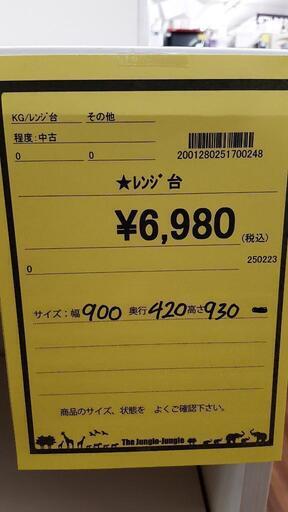 KG/ﾚﾝｼﾞ台 その他
程度:中古
0 0
2001280251700248
★ﾚﾝｼﾞ台
¥6,980(税込)
0 250223
サイズ:幅900 奥行420高さ930
商品のサイズ、状態を よくご確認下さい。
The Jungle-Jungle